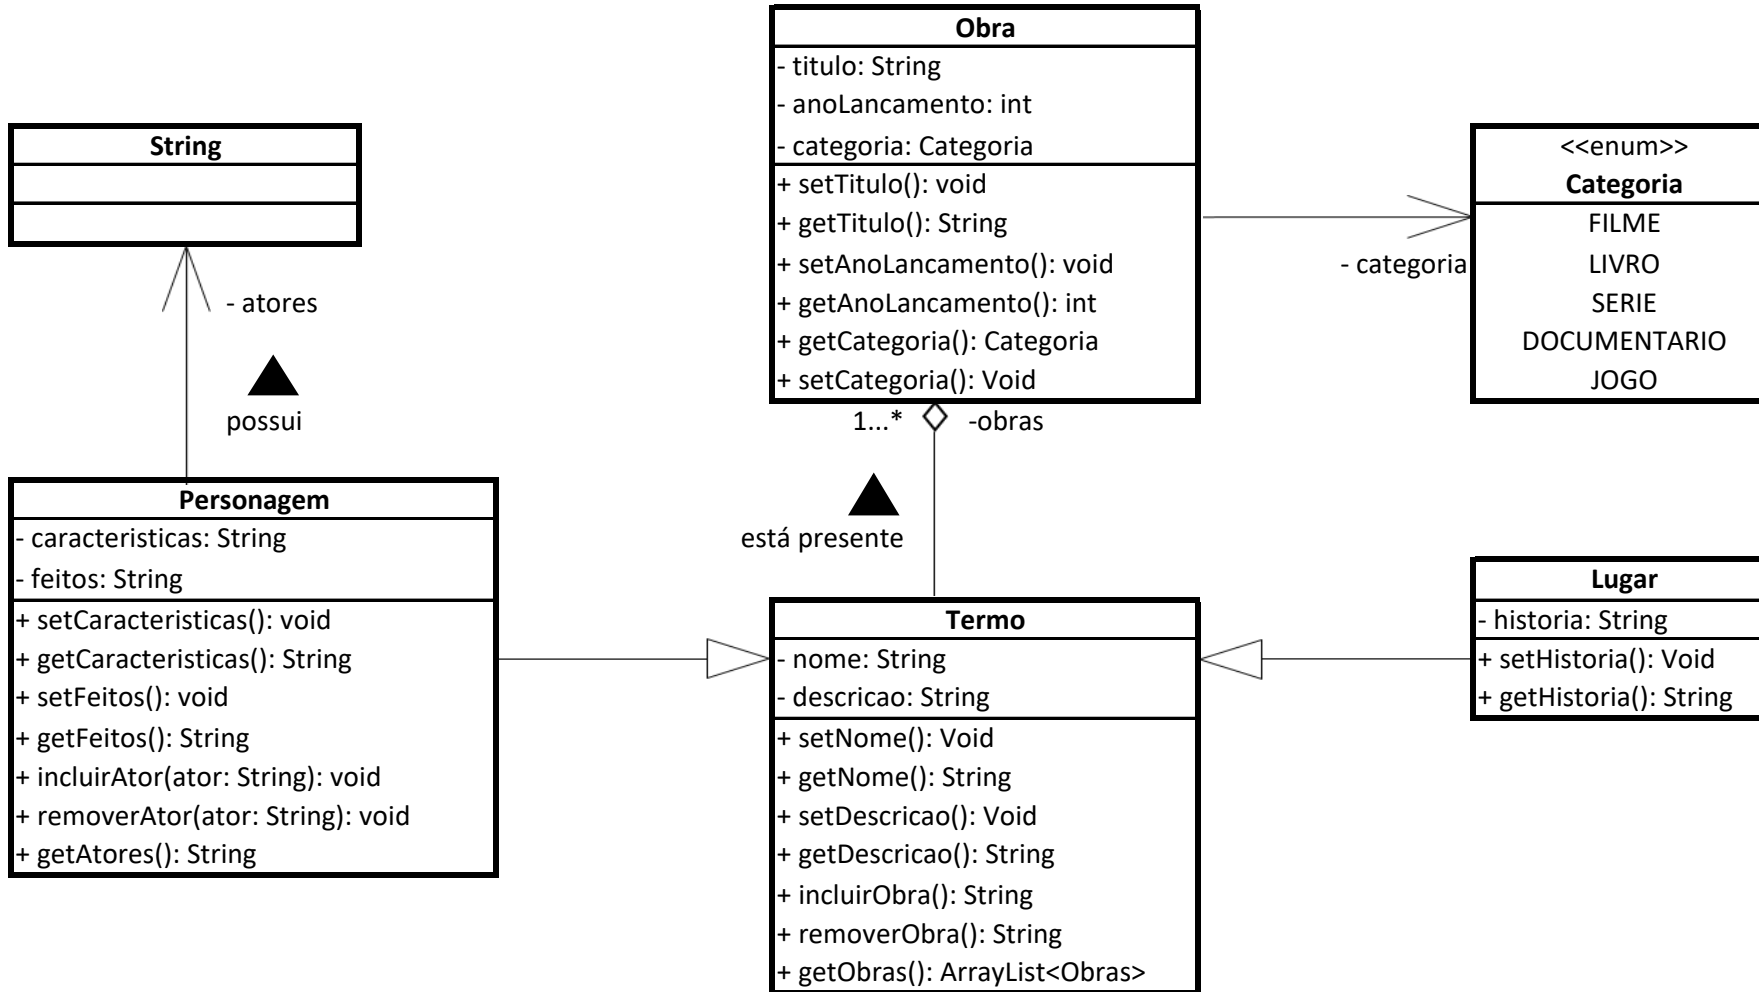 Obra
- titulo: String
- anoLancamento: int
- categoria: Categoria
+ setTitulo(): void
+ getTitulo(): String
+ setAnoLancamento(): void
+ getAnoLancamento(): int
+ getCategoria(): Categoria
+ setCategoria(): Void
String
<<enum>>
Categoria
FILME
LIVRO
SERIE
DOCUMENTARIO
JOGO
- categoria
- atores
possui
1...*
-obras
está presente
Personagem
- caracteristicas: String
- feitos: String
+ setCaracteristicas(): void
+ getCaracteristicas(): String
+ setFeitos(): void
+ getFeitos(): String
+ incluirAtor(ator: String): void
+ removerAtor(ator: String): void
+ getAtores(): String
Termo
- nome: String
- descricao: String
+ setNome(): Void
+ getNome(): String
+ setDescricao(): Void
+ getDescricao(): String
+ incluirObra(): String
+ removerObra(): String
+ getObras(): ArrayList<Obras>
Lugar
- historia: String
+ setHistoria(): Void
+ getHistoria(): String